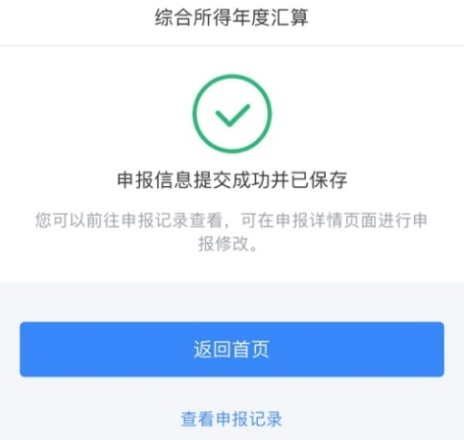 综合所得年度汇算
申报信息提交成功并已保存
您可以前往申报记录查看，可在申报详情页面进行申
报修改。
返回首页
查看申报记录